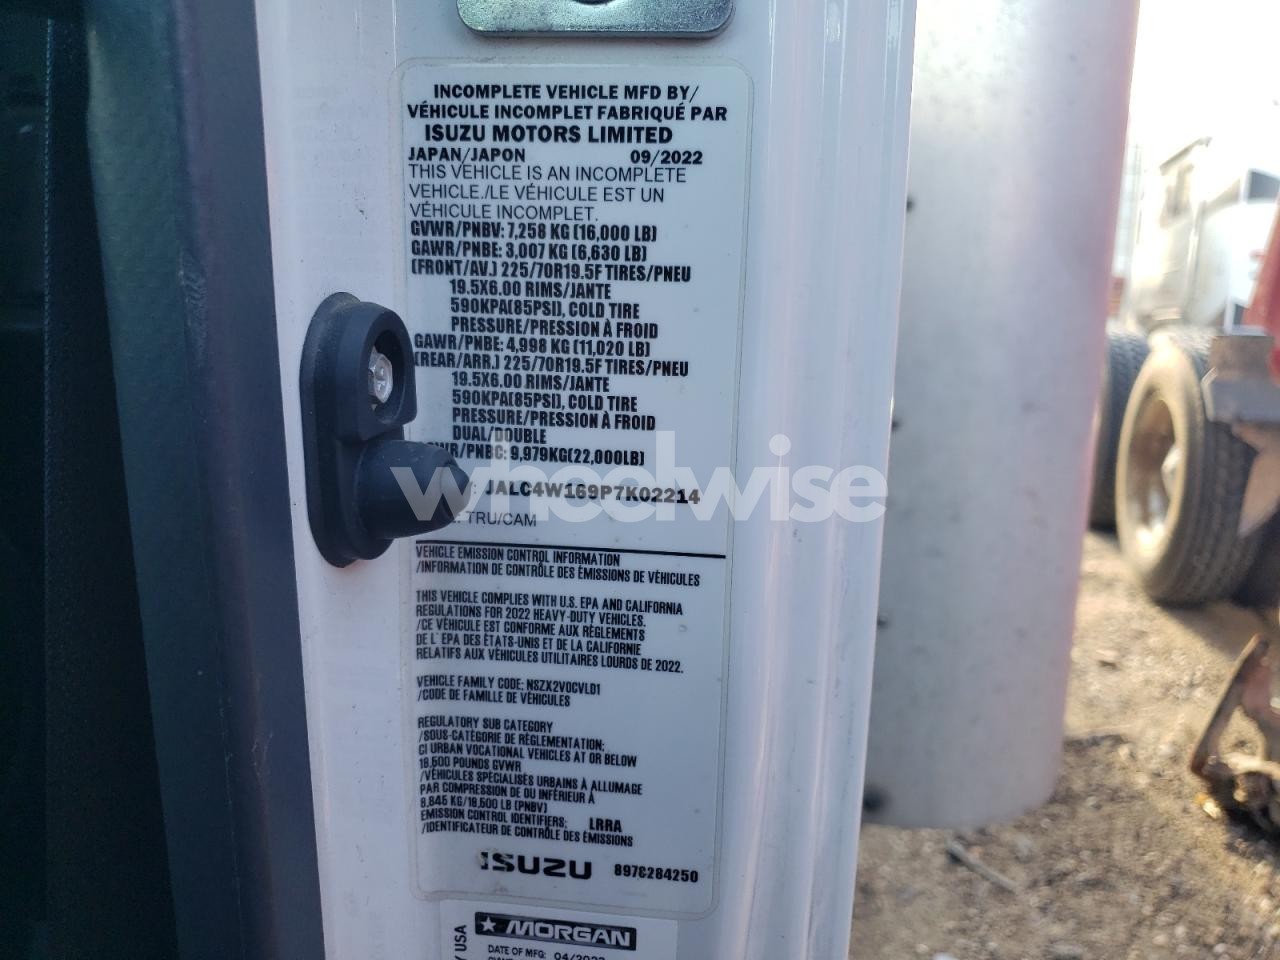 INCOMPLETE VEHICLE MFD BY/
VÉHICULE INCOMPLET FABRIQUÉ PAR
ISUZU MOTORS LIMITED
JAPAN/JAPON 09/2022
THIS VEHICLE IS AN INCOMPLETE
VEHICLE./LE VÉHICULE EST UN
VÉHICULE INCOMPLET.
GVWR/PNBV: 7,258 KG (16,000 LB)
GAWR/PNBE: 3,007 KG (6,630 LB)
(FRONT/AV.) 225/70R19.5F TIRES/PNEU
19.5X6.00 RIMS/JANTE
590KPA(85PSI), COLD TIRE
PRESSURE/PRESSION À FROID
GAWR/PNBE: 4,998 KG (11,020 LB)
(REAR/ARR.) 225/70R19.5F TIRES/PNEU
19.5X6.00 RIMS/JANTE
590KPA(85PSI), COLD TIRE
PRESSURE/PRESSION À FROID
DUAL/DOUBLE
WR/PNBC: 9,979KG(22,000LB)
wheelwise
: JALC4W169P7K02214
: TRU/CAM
VEHICLE EMISSION CONTROL INFORMATION
/INFORMATION DE CONTRÔLE DES ÉMISSIONS DE VÉHICULES
THIS VEHICLE COMPLIES WITH U.S. EPA AND CALIFORNIA
REGULATIONS FOR 2022 HEAVY-DUTY VEHICLES.
/CE VÉHICULE EST CONFORME AUX RÈGLEMENTS
DE L'EPA DES ÉTATS-UNIS ET DE LA CALIFORNIE
RELATIFS AUX VÉHICULES UTILITAIRES LOURDS DE 2022.
VEHICLE FAMILY CODE: NSZX2VOCVLD1
/CODE DE FAMILLE DE VÉHICULES
REGULATORY SUB CATEGORY
/SOUS-CATÉGORIE DE RÉGLEMENTATION:
CI URBAN VOCATIONAL VEHICLES AT OR BELOW
19,500 POUNDS GVWR
/VÉHICULES SPÉCIALISÉS URBAINS À ALLUMAGE
PAR COMPRESSION DE OU INFÉRIEUR À
8,845 KG/19,500 LB (PNBV)
EMISSION CONTROL IDENTIFIERS: LRRA
/IDENTIFICATEUR DE CONTRÔLE DES ÉMISSIONS
ISUZU 8976284250
MORGAN
DATE OF MFG: 04/2023
Y USA